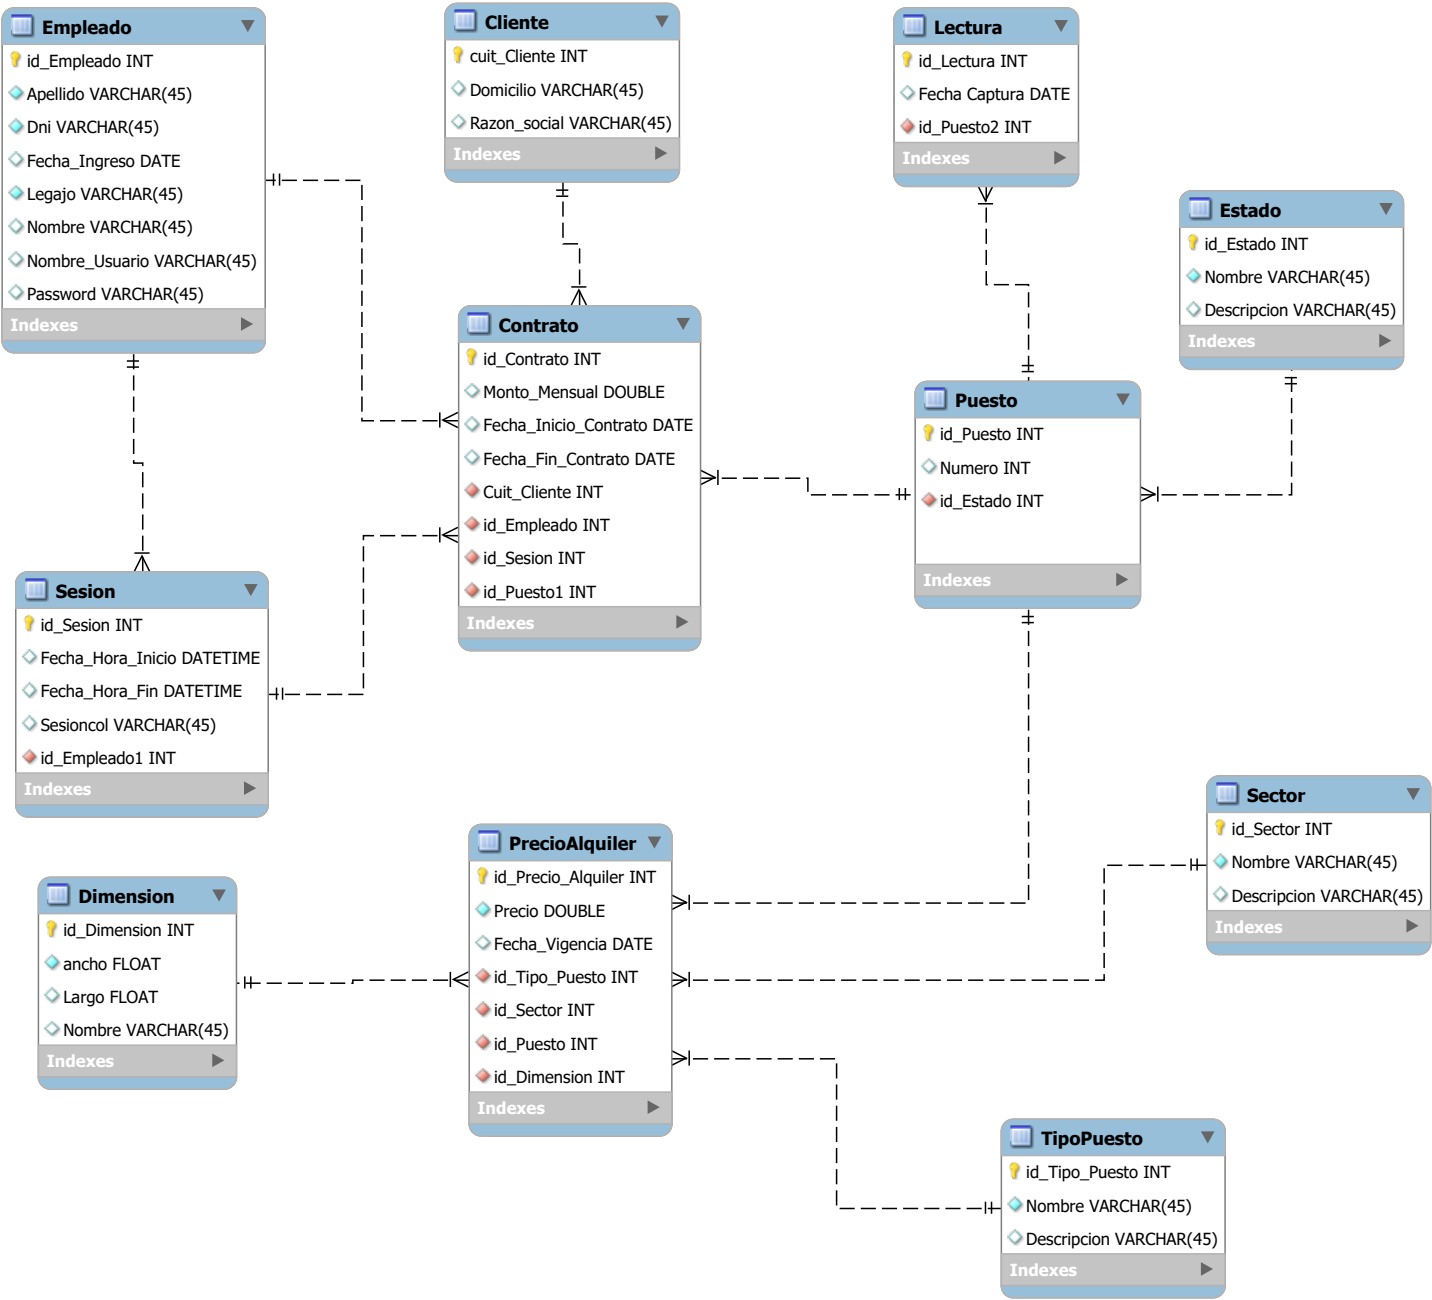 Empleado
id_Empleado INT
Apellido VARCHAR(45)
Dni VARCHAR(45)
Fecha_Ingreso DATE
Legajo VARCHAR(45)
Nombre VARCHAR(45)
Nombre_Usuario VARCHAR(45)
Password VARCHAR(45)
Indexes
Cliente
cuit_Cliente INT
Domicilio VARCHAR(45)
Razon_social VARCHAR(45)
Indexes
Lectura
id_Lectura INT
Fecha Captura DATE
id_Puesto2 INT
Indexes
Estado
id_Estado INT
Nombre VARCHAR(45)
Descripcion VARCHAR(45)
Indexes
Contrato
id_Contrato INT
Monto_Mensual DOUBLE
Fecha_Inicio_Contrato DATE
Fecha_Fin_Contrato DATE
Cuit_Cliente INT
id_Empleado INT
id_Sesion INT
id_Puesto1 INT
Indexes
Puesto
id_Puesto INT
Numero INT
id_Estado INT
Indexes
Sesion
id_Sesion INT
Fecha_Hora_Inicio DATETIME
Fecha_Hora_Fin DATETIME
Sesioncol VARCHAR(45)
id_Empleado1 INT
Indexes
Sector
id_Sector INT
Nombre VARCHAR(45)
Descripcion VARCHAR(45)
Indexes
PrecioAlquiler
id_Precio_Alquiler INT
Precio DOUBLE
Fecha_Vigencia DATE
id_Tipo_Puesto INT
id_Sector INT
id_Puesto INT
id_Dimension INT
Indexes
Dimension
id_Dimension INT
ancho FLOAT
Largo FLOAT
Nombre VARCHAR(45)
Indexes
TipoPuesto
id_Tipo_Puesto INT
Nombre VARCHAR(45)
Descripcion VARCHAR(45)
Indexes